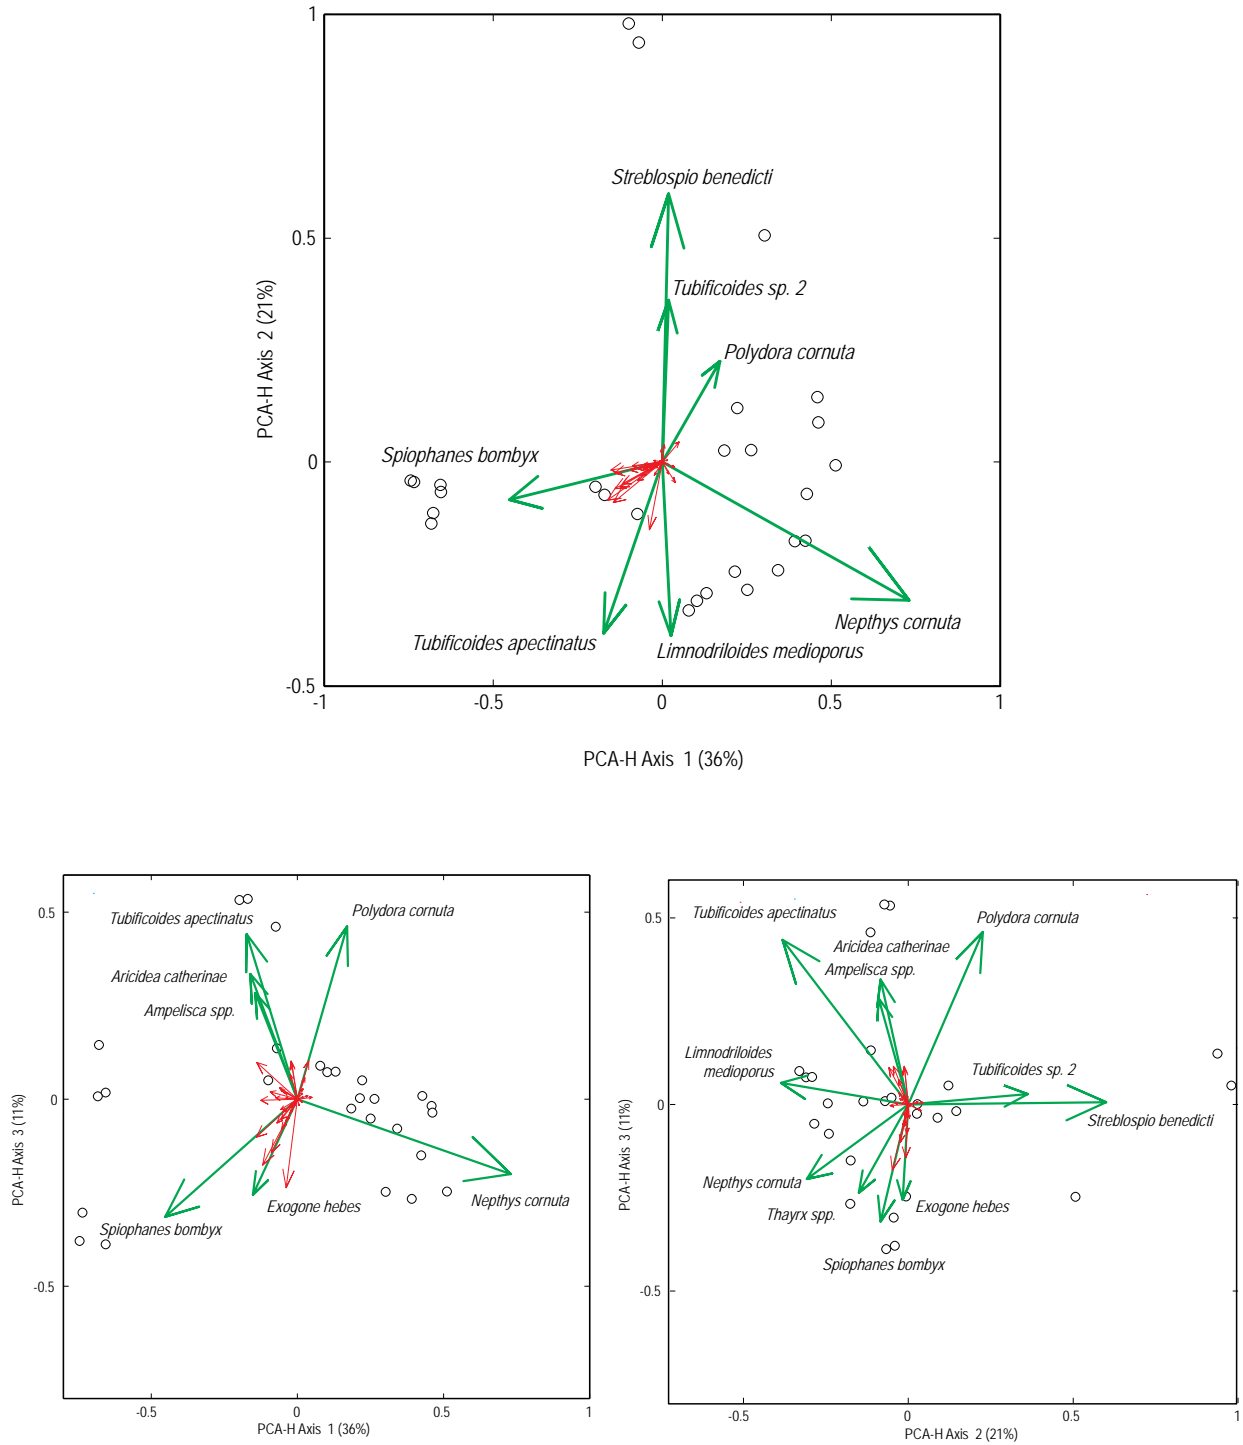 1
Streblospio benedicti
0.5
Tubificoides sp. 2
PCA-H Axis 2 (21%)
Polydora cornuta
Spiophanes bombyx
0
Nepthys cornuta
Tubificoides apectinatus
Limnodriloides medioporus
-0.5
-1
-0.5
0
0.5
1
PCA-H Axis 1 (36%)
Tubificoides apectinatus
Polydora cornuta
0.5
Aricidea catherinae
Ampelisca spp.
PCA-H Axis 3 (11%)
0
Exogone hebes
Nepthys cornuta
Spiophanes bombyx
-0.5
-0.5
0
0.5
1
PCA-H Axis 1 (36%)
Tubificoides apectinatus
Polydora cornuta
0.5
Aricidea catherinae
Ampelisca spp.
Limnodriloides
medioporus
Tubificoides sp. 2
PCA-H Axis 3 (11%)
0
Streblospio benedicti
Nepthys cornuta
Thayrx spp.
Exogone hebes
Spiophanes bombyx
-0.5
-0.5
0
0.5
1
PCA-H Axis 2 (21%)